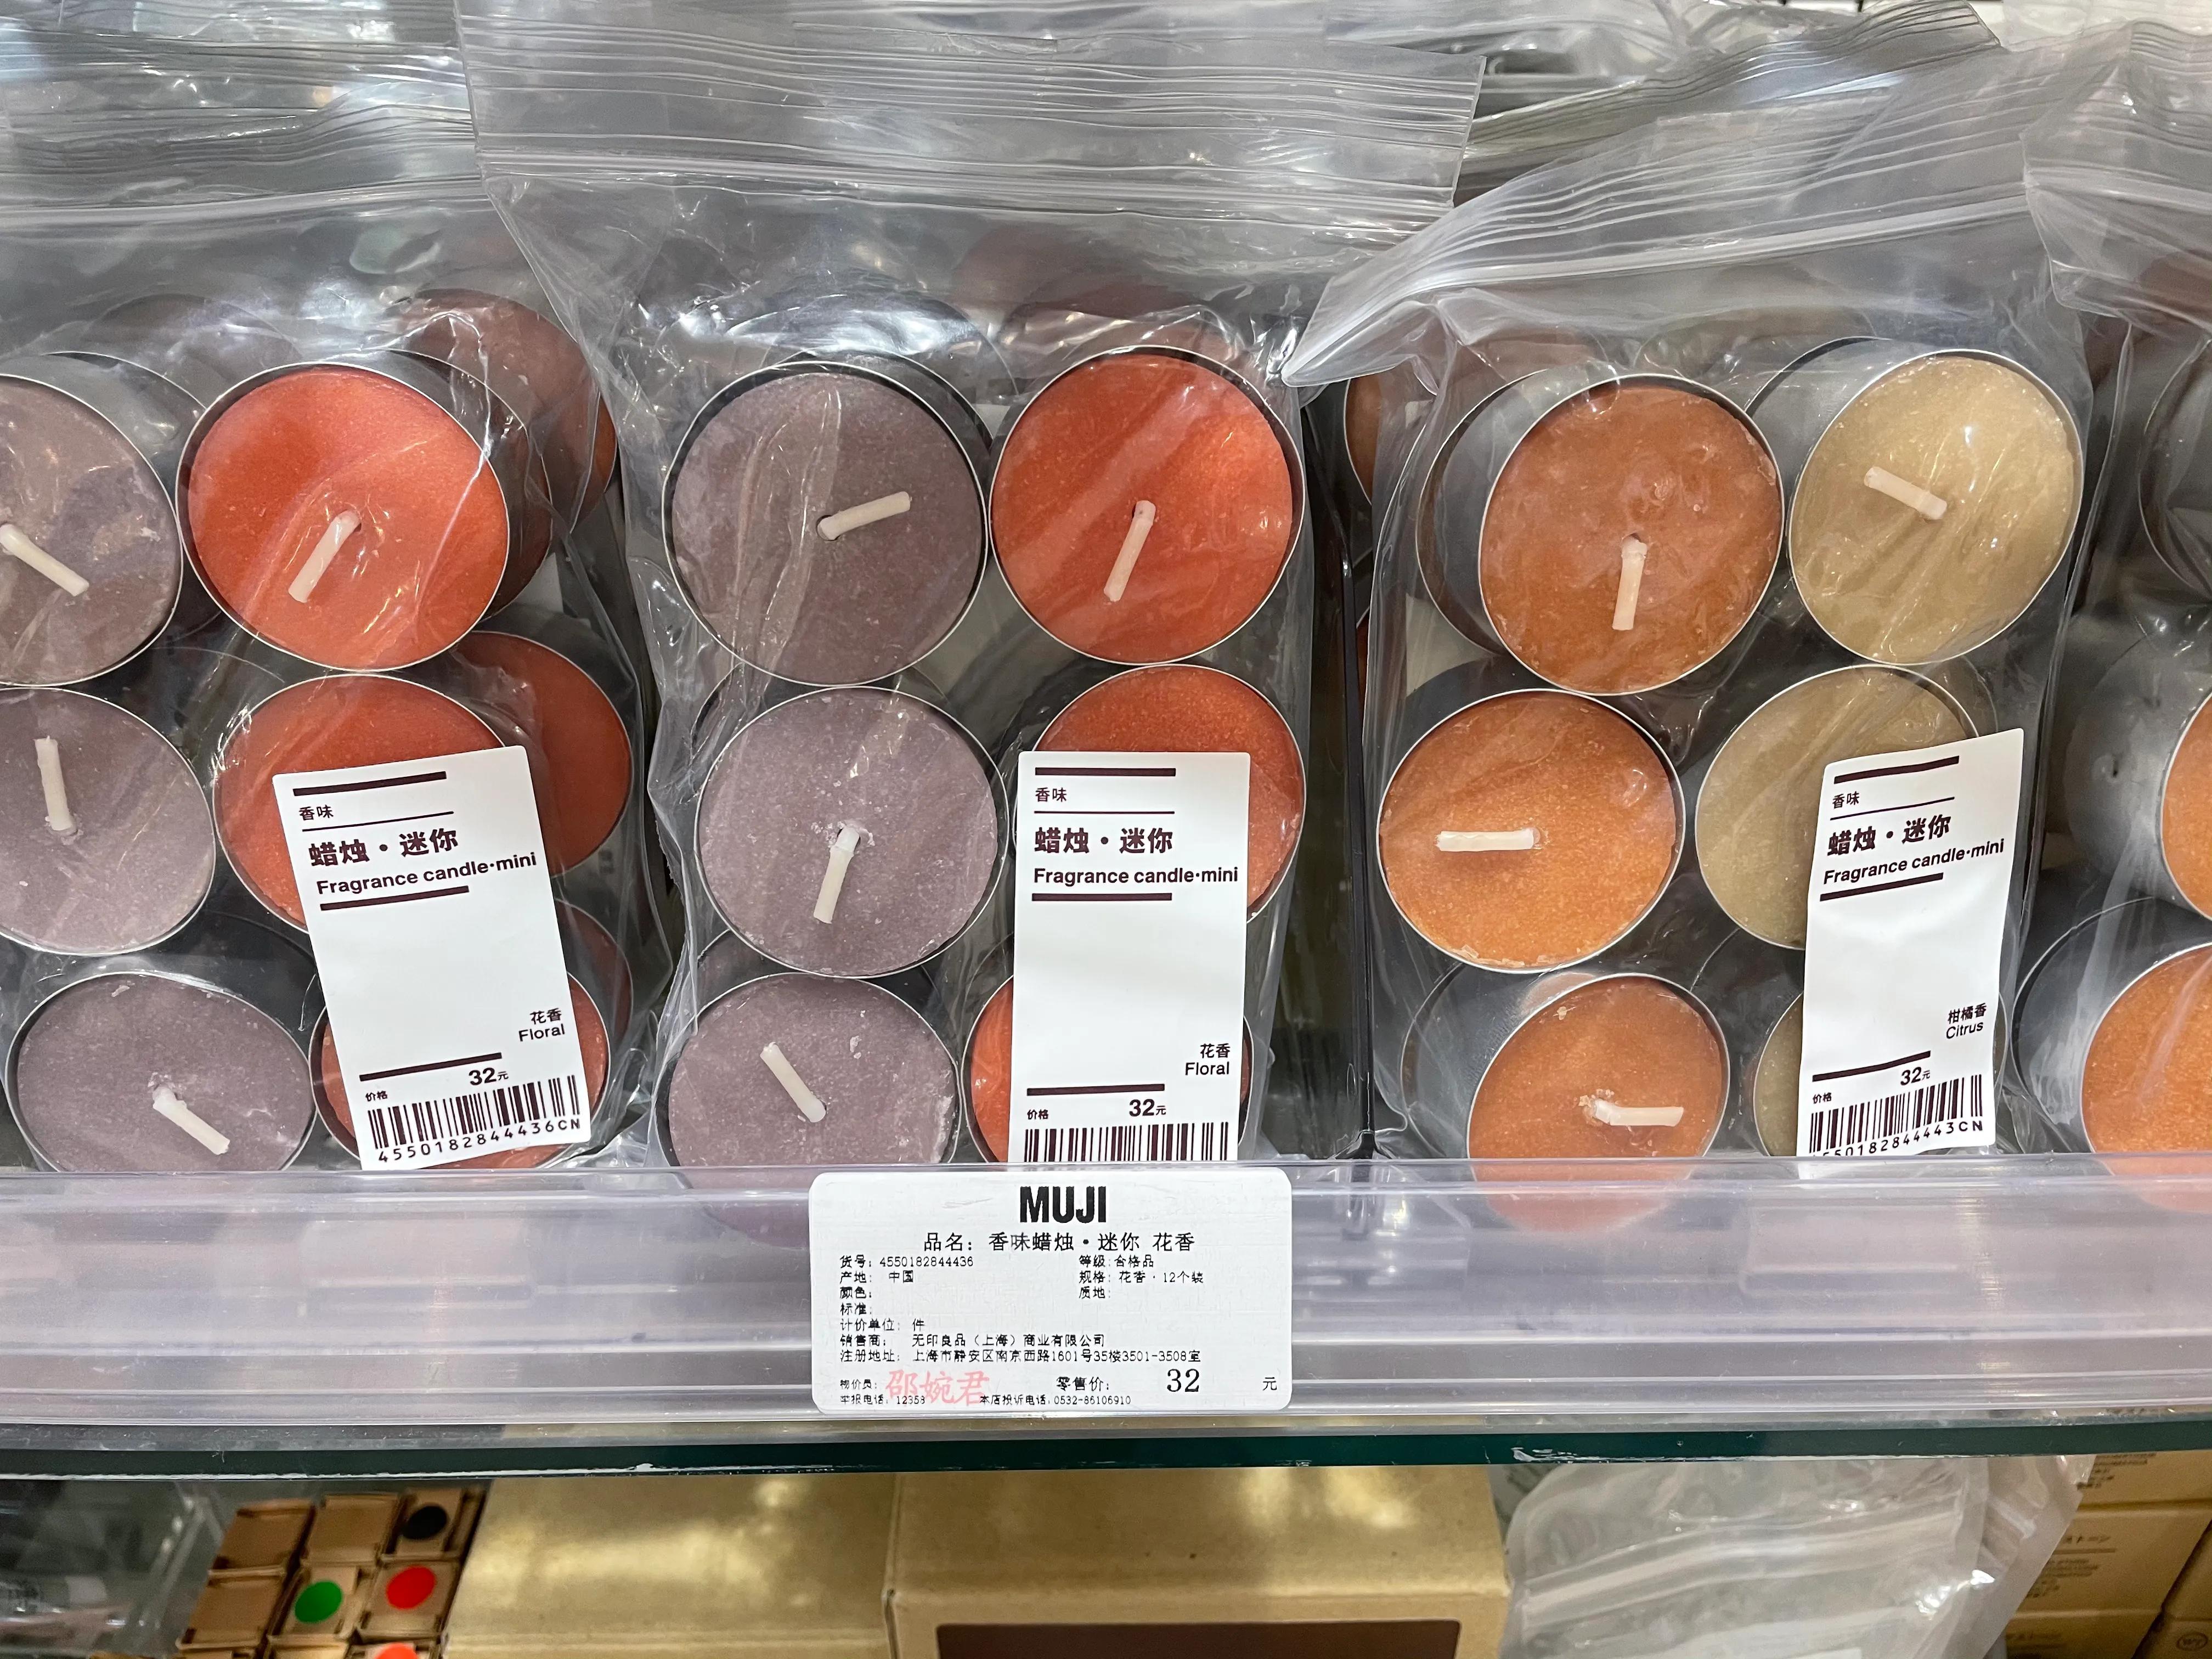 香味
蜡烛·迷你
Fragrance candle·mini
花香
Floral
价格 32元
4550182844436CN
香味
蜡烛·迷你
Fragrance candle·mini
花香
Floral
价格 32元
香味
蜡烛·迷你
Fragrance candle·mini
柑橘香
Citrus
价格 32元
550182844443CN
MUJI
品名: 香味蜡烛·迷你 花香
货号: 4550182844436 等级:合格品
产地: 中国 规格: 花香·12个装
颜色: 质地:
标准:
计价单位: 件
销售商: 无印良品(上海)商业有限公司
注册地址: 上海市静安区南京西路1601号35楼3501-3508室
物价员: 邵婉君 零售价: 32 元
举报电话: 12358 本店投诉电话:0532-86106910